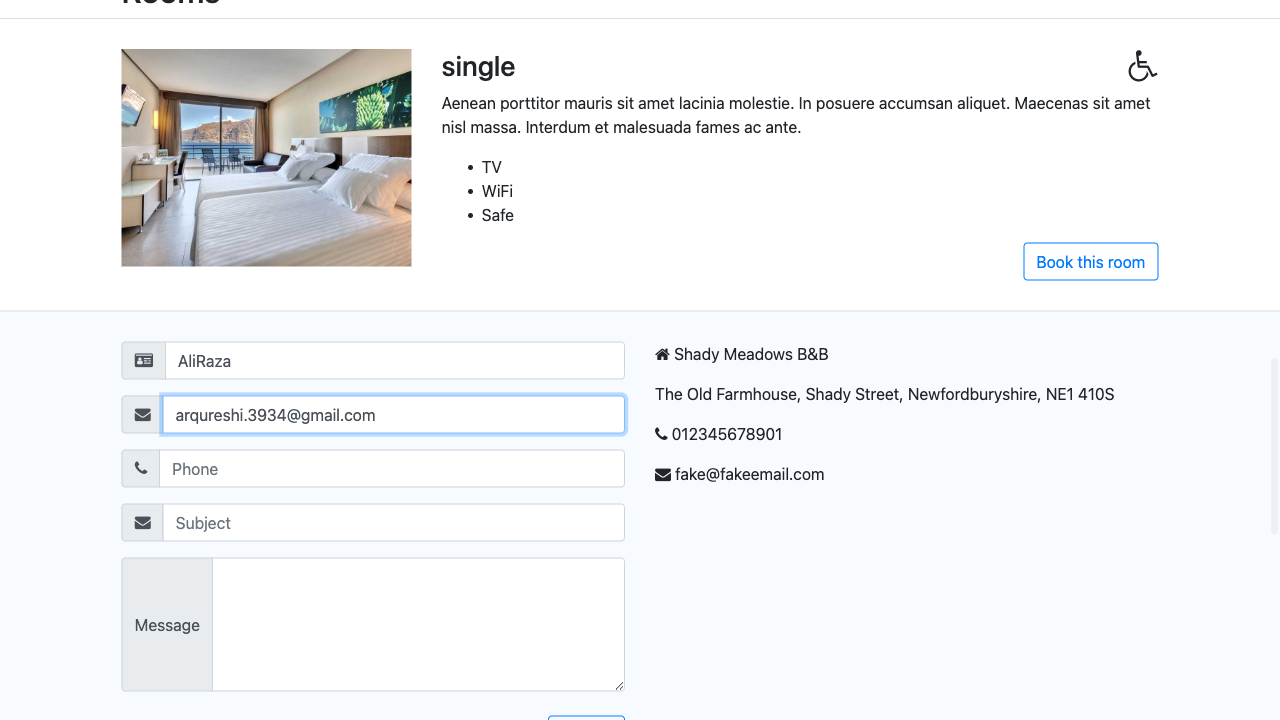 Rooms
single
Aenean porttitor mauris sit amet lacinia molestie. In posuere accumsan aliquet. Maecenas sit amet
nisl massa. Interdum et malesuada fames ac ante.
• TV
• WiFi
• Safe
Book this room
AliRaza
arqureshi.3934@gmail.com
Phone
Subject
Message
Shady Meadows B&B
The Old Farmhouse, Shady Street, Newfordburyshire, NE1 410S
012345678901
fake@fakeemail.com